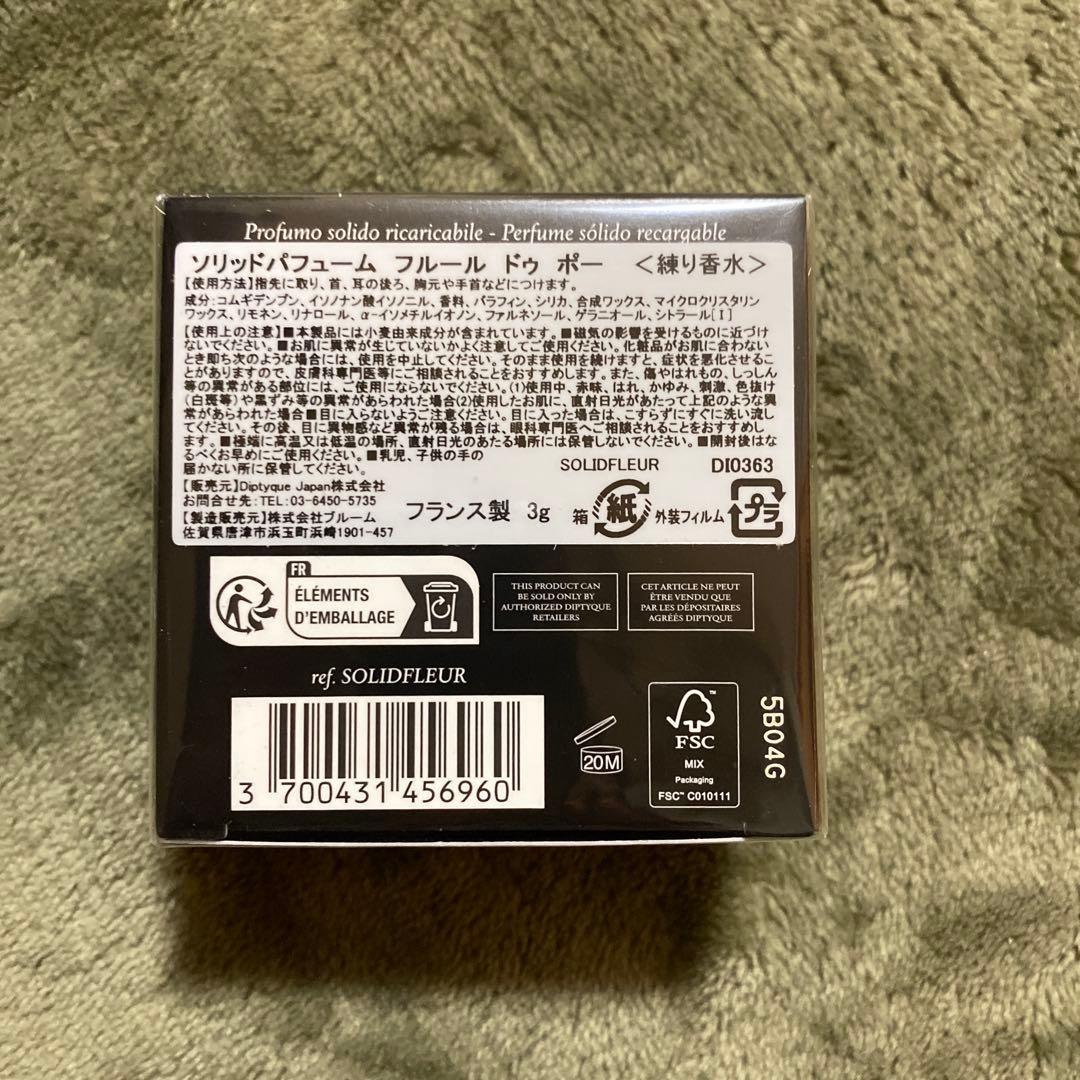 Profumo solido ricaricabile - Perfume sólido recargable
ソリッドパフューム フルール ドゥ ポー ＜練り香水＞
【使用方法】指先に取り、首、耳の後ろ、胸元や手首などにつけます。
成分:コムギデンプン、イソノナン酸イソノニル、香料、パラフィン、シリカ、合成ワックス、マイクロクリスタリン
ワックス、リモネン、リナロール、α-イソメチルイオノン、ファルネソール、ゲラニオール、シトラール[I]
【使用上の注意】■本製品には小麦由来成分が含まれています。■磁気の影響を受けるものに近づけ
ないでください。■お肌に異常が生じていないかよく注意してご使用ください。化粧品がお肌に合わない
とき即ち次のような場合には、使用を中止してください。そのまま使用を続けますと、症状を悪化させるこ
とがありますので、皮膚科専門医等にご相談されることをおすすめします。また、傷やはれもの、しっしん
等の異常がある部位には、ご使用にならないでください。(1)使用中、赤味、はれ、かゆみ、刺激、色抜け
(白斑等)や黒ずみ等の異常があらわれた場合(2)使用したお肌に、直射日光があたって上記のような異
常があらわれた場合■目に入らないようご注意ください。目に入った場合は、こすらずにすぐに洗い流し
てください。その後、目に異物感など異常が残る場合は、眼科専門医へご相談されることをおすすめし
ます。■極端に高温又は低温の場所、直射日光のあたる場所には保管しないでください。■開封後はな
るべくお早めにご使用ください。■乳児、子供の手の
届かない所に保管してください。
SOLIDFLEUR DI0363
【販売元】Diptyque Japan株式会社
お問合せ先:TEL:03-6450-5735
【製造販売元】株式会社ブルーム
佐賀県唐津市浜玉町浜崎1901-457
フランス製 3g
箱 紙 外装フィルム プラ
FR
ÉLÉMENTS
D'EMBALLAGE
THIS PRODUCT CAN
BE SOLD ONLY BY
AUTHORIZED DIPTYQUE
RETAILERS
CET ARTICLE NE PEUT
ÊTRE VENDU QUE
PAR LES DÉPOSITAIRES
AGRÉÉS DIPTYQUE
ref. SOLIDFLEUR
3 700431 456960
20M
FSC™
MIX
Packaging
FSC™ C010111
5B04G